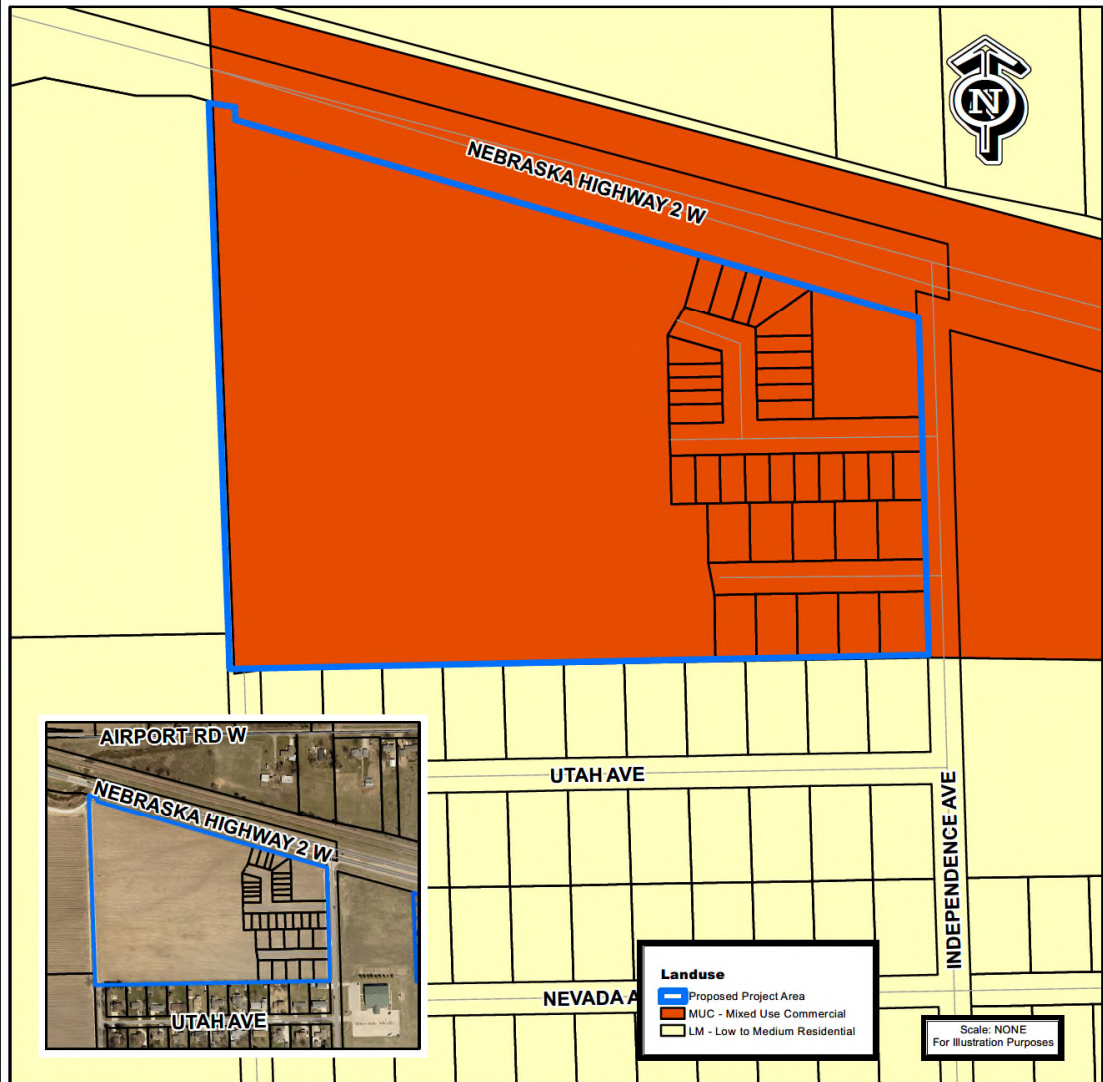 N
NEBRASKA HIGHWAY 2 W
UTAH AVE
INDEPENDENCE AVE
NEVADA A
AIRPORT RD W
NEBRASKA HIGHWAY 2 W
UTAH AVE
Landuse
Proposed Project Area
MUC - Mixed Use Commercial
LM - Low to Medium Residential
Scale: NONE
For Illustration Purposes